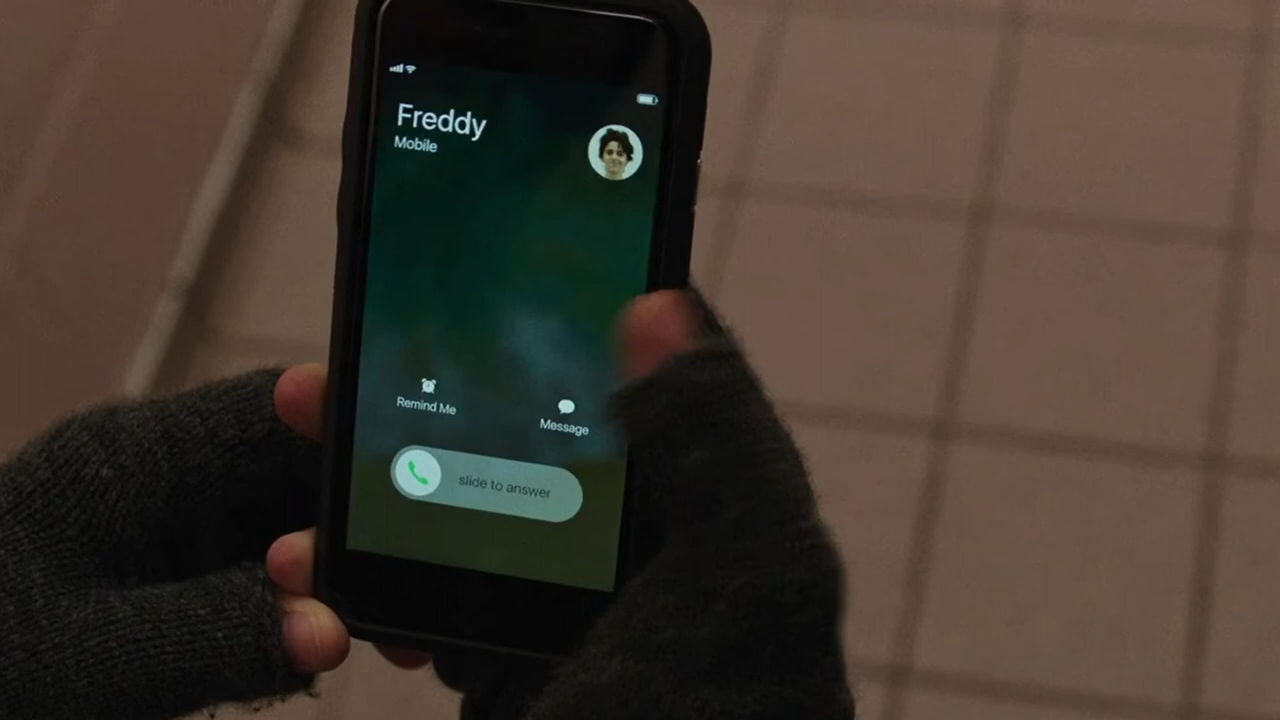 Freddy
Mobile
Remind Me
Message
slide to answer